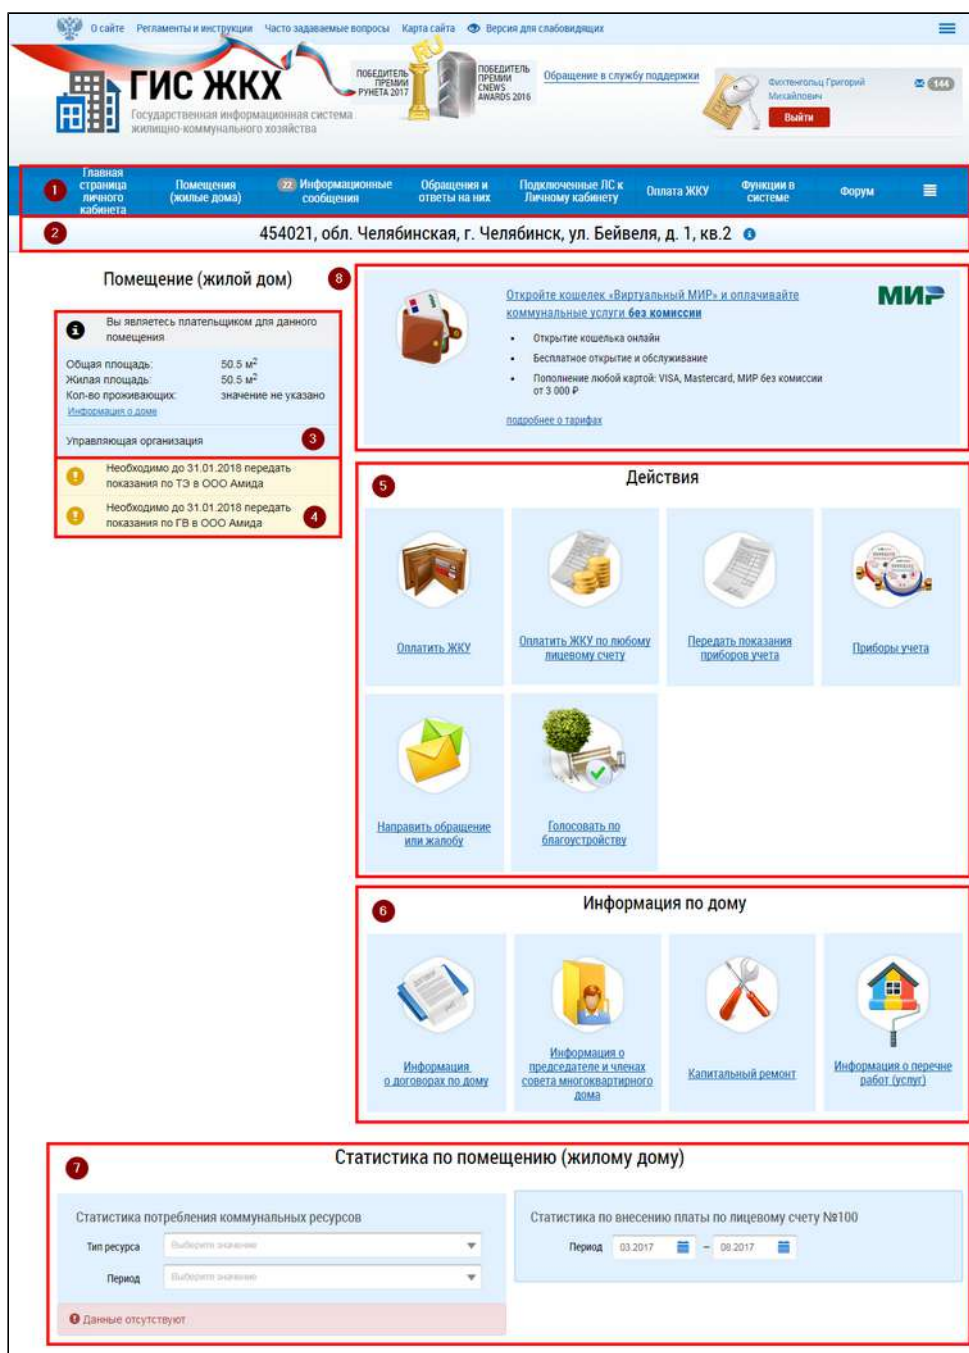 О сайте Регламенты и инструкции Часто задаваемые вопросы Карта сайта Версия для слабовидящих
ГИС ЖКХ
Государственная информационная система
жилищно-коммунального хозяйства
ПОБЕДИТЕЛЬ
ПРЕМИИ
РУНЕТА 2017
RU
ПОБЕДИТЕЛЬ
ПРЕМИИ
CNEWS
AWARDS 2016
Обращение в службу поддержки
Фихтенгольц Григорий
Михайлович
144
Выйти
1
Главная
страница
личного
кабинета
Помещения
(жилые дома)
22 Информационные
сообщения
Обращения и
ответы на них
Подключенные ЛС к
Личному кабинету
Оплата ЖКУ
Функции в
системе
Форум
2
454021, обл. Челябинская, г. Челябинск, ул. Бейвеля, д. 1, кв.2
Помещение (жилой дом)
Вы являетесь плательщиком для данного
помещения
Общая площадь: 50.5 м²
Жилая площадь: 50.5 м²
Кол-во проживающих: значение не указано
Информация о доме
Управляющая организация
3
Необходимо до 31.01.2018 передать
показания по ТЭ в ООО Амида
Необходимо до 31.01.2018 передать
показания по ГВ в ООО Амида
4
8
Откройте кошелек «Виртуальный МИР» и оплачивайте
коммунальные услуги без комиссии
МИР
• Открытие кошелька онлайн
• Бесплатное открытие и обслуживание
• Пополнение любой картой: VISA, Mastercard, МИР без комиссии
от 3 000 ₽
подробнее о тарифах
5
Действия
Оплатить ЖКУ
Оплатить ЖКУ по любому
лицевому счету
Передать показания
приборов учета
Приборы учета
Направить обращение
или жалобу
Голосовать по
благоустройству
6
Информация по дому
Информация
о договорах по дому
Информация о
председателе и членах
совета многоквартирного
дома
Капитальный ремонт
Информация о перечне
работ (услуг)
7
Статистика по помещению (жилому дому)
Статистика потребления коммунальных ресурсов
Тип ресурса Выберите значение
Период Выберите значение
Данные отсутствуют
Статистика по внесению платы по лицевому счету №100
Период 03.2017 – 08.2017